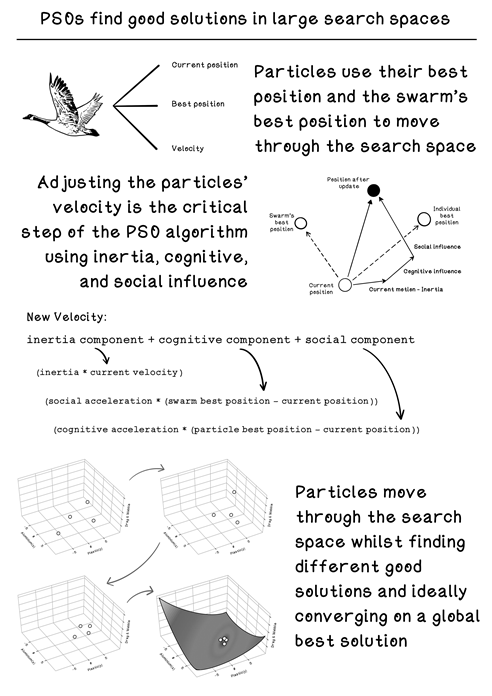 PSOs find good solutions in large search spaces
Current position
Best position
Velocity
Particles use their best
position and the swarm's
best position to move
through the search space
Adjusting the particles'
velocity is the critical
step of the PSO algorithm
using inertia, cognitive,
and social influence
Position after
update
Swarm's
best
position
Individual
best
position
Social influence
Cognitive influence
Current
position
Current motion - Inertia
New Velocity:
inertia component + cognitive component + social component
(inertia * current velocity)
(social acceleration * (swarm best position - current position))
(cognitive acceleration * (particle best position - current position))
Particles move
through the search
space whilst finding
different good
solutions and ideally
converging on a global
best solution